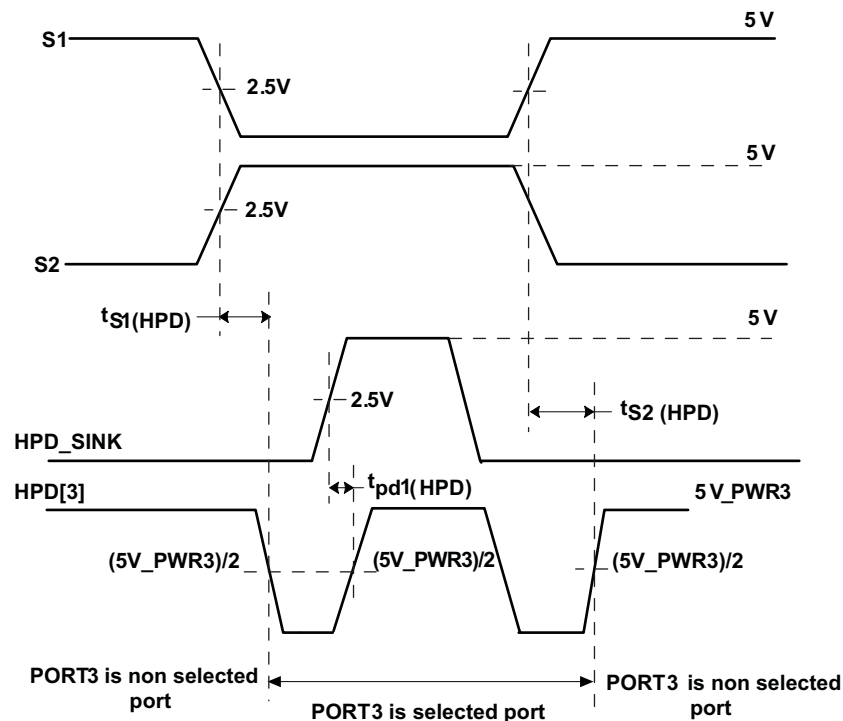 5 V
S1
2.5V
5 V
2.5V
S2
tS1(HPD)
5 V
2.5V
tS2 (HPD)
HPD_SINK
HPD[3]
tpd1(HPD)
5V_PWR3
(5V_PWR3)/2
(5V_PWR3)/2
(5V_PWR3)/2
PORT3 is non selected
port
PORT3 is selected port
PORT3 is non selected
port